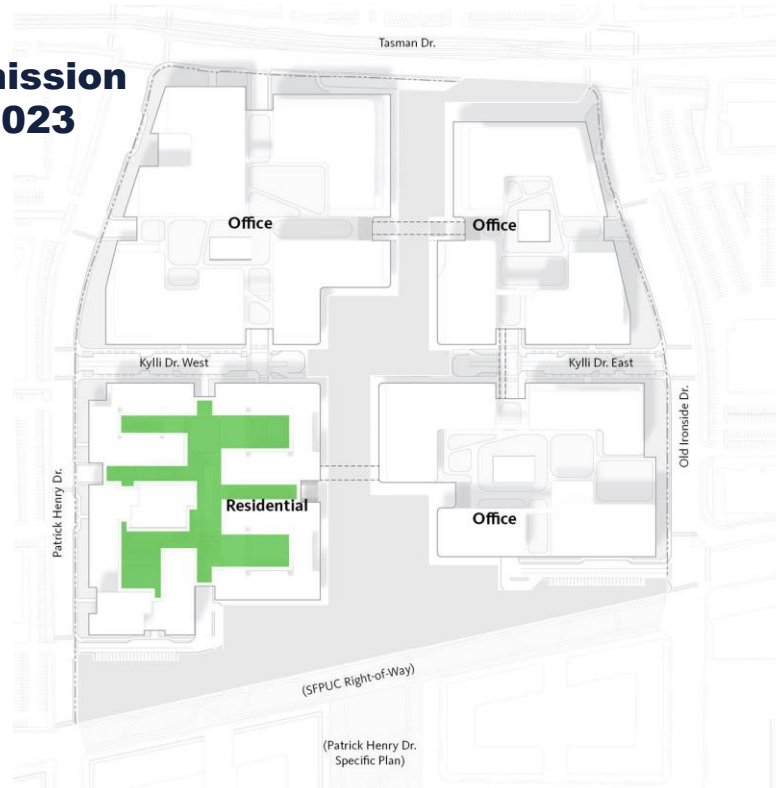 Tasman Dr.
mission
023
Office
Office
Kylli Dr. West
Kylli Dr. East
Old Ironside Dr.
Patrick Henry Dr.
Residential
Office
(SFPUC Right-of-Way)
(Patrick Henry Dr.
Specific Plan)